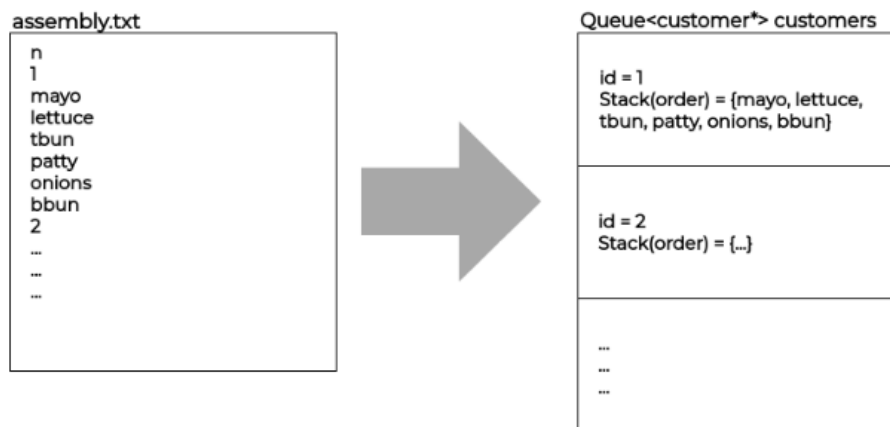 assembly.txt
n
1
mayo
lettuce
tbun
patty
onions
bbun
2
...
...
...
Queue<customer*> customers
id = 1
Stack(order) = {mayo, lettuce,
tbun, patty, onions, bbun}
id = 2
Stack(order) = {...}
...
...
...